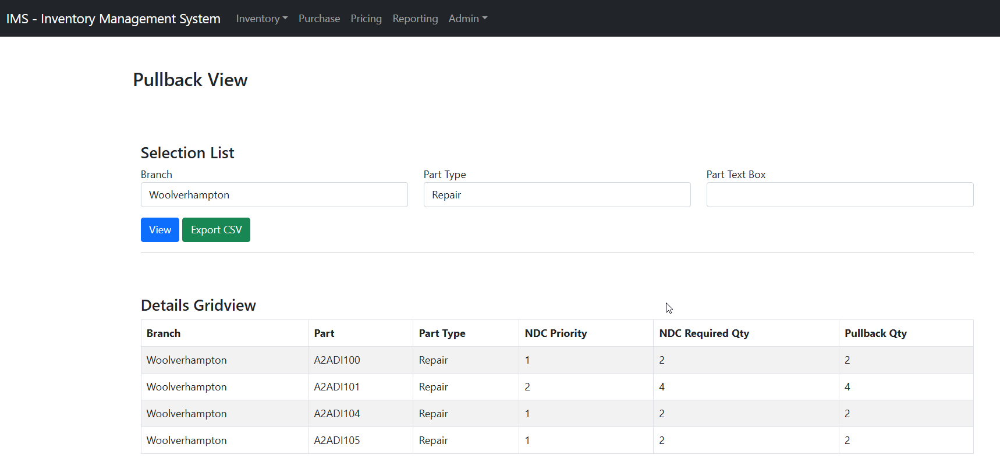 IMS - Inventory Management System Inventory Purchase Pricing Reporting Admin
Pullback View
Selection List
Branch Part Type Part Text Box
Woolverhampton Repair
View Export CSV
Details Gridview
Branch Part Part Type NDC Priority NDC Required Qty Pullback Qty
Woolverhampton A2ADI100 Repair 1 2 2
Woolverhampton A2ADI101 Repair 2 4 4
Woolverhampton A2ADI104 Repair 1 2 2
Woolverhampton A2ADI105 Repair 1 2 2